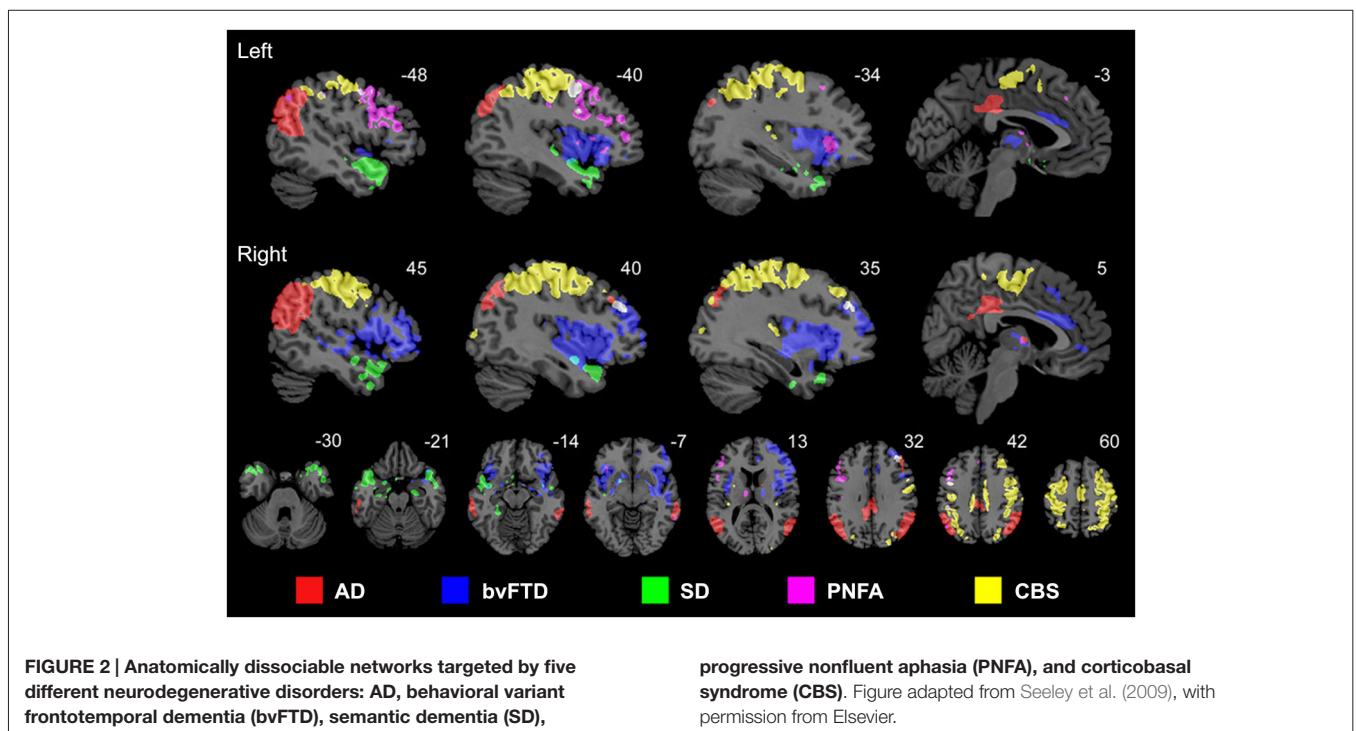 Left
-48 -40 -34 -3
Right
45 40 35 5
-30 -21 -14 -7 13 32 42 60
AD bvFTD SD PNFA CBS
FIGURE 2 | Anatomically dissociable networks targeted by five
different neurodegenerative disorders: AD, behavioral variant
frontotemporal dementia (bvFTD), semantic dementia (SD),
progressive nonfluent aphasia (PNFA), and corticobasal
syndrome (CBS). Figure adapted from Seeley et al. (2009), with
permission from Elsevier.